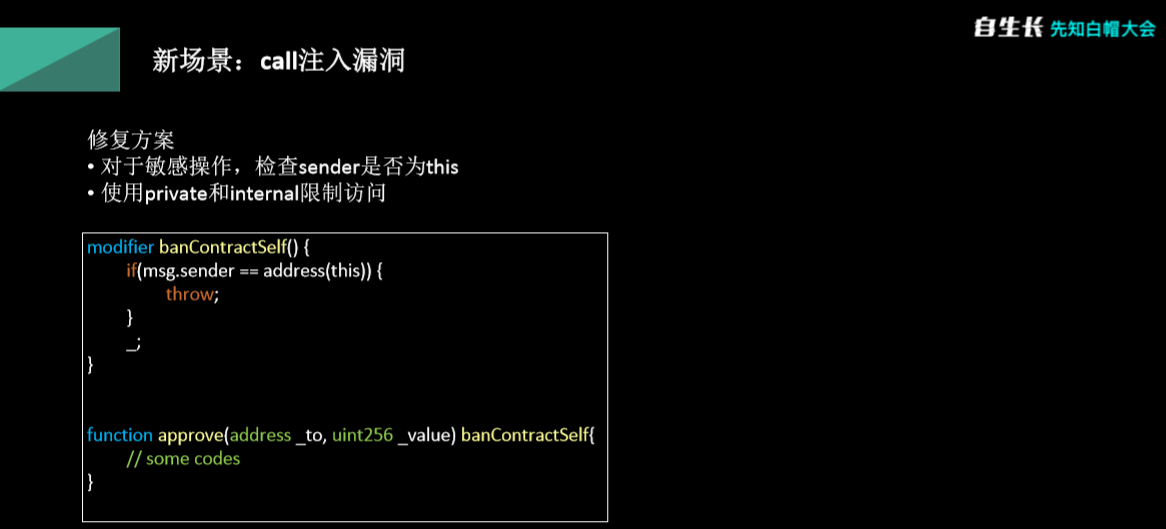 自生长 先知白帽大会
新场景：call注入漏洞
修复方案
• 对于敏感操作，检查sender是否为this
• 使用private和internal限制访问
modifier banContractSelf() {
if(msg.sender == address(this)) {
throw;
}
_;
}
function approve(address _to, uint256 _value) banContractSelf{
// some codes
}